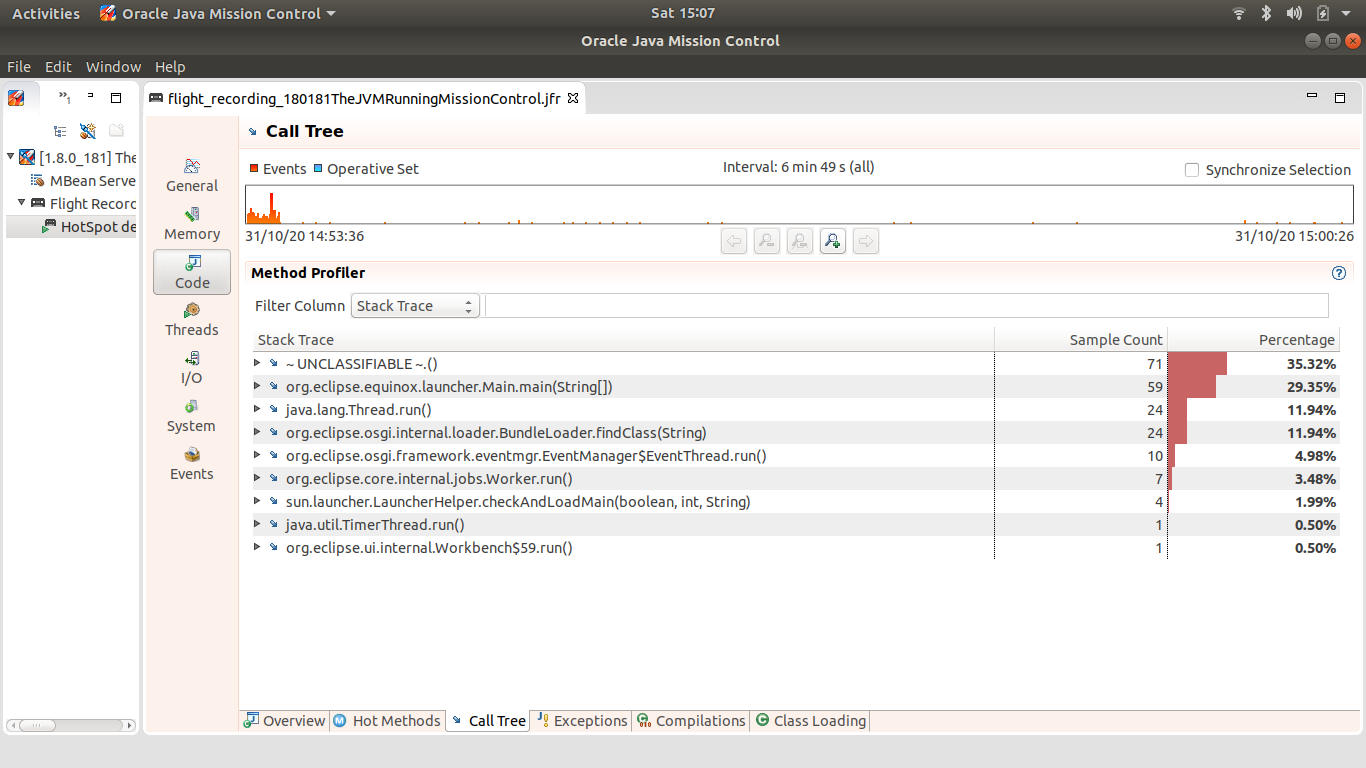 Activities Oracle Java Mission Control Sat 15:07
Oracle Java Mission Control
File Edit Window Help
»1 flight_recording_180181TheJVMRunningMissionControl.jfr
[1.8.0_181] The
MBean Serve
Flight Record
HotSpot de
General
Memory
Code
Threads
I/O
System
Events
Call Tree
Events Operative Set Interval: 6 min 49 s (all) Synchronize Selection
31/10/20 14:53:36 31/10/20 15:00:26
Method Profiler
Filter Column Stack Trace
Stack Trace Sample Count Percentage
~ UNCLASSIFIABLE ~.() 71 35.32%
org.eclipse.equinox.launcher.Main.main(String[]) 59 29.35%
java.lang.Thread.run() 24 11.94%
org.eclipse.osgi.internal.loader.BundleLoader.findClass(String) 24 11.94%
org.eclipse.osgi.framework.eventmgr.EventManager$EventThread.run() 10 4.98%
org.eclipse.core.internal.jobs.Worker.run() 7 3.48%
sun.launcher.LauncherHelper.checkAndLoadMain(boolean, int, String) 4 1.99%
java.util.TimerThread.run() 1 0.50%
org.eclipse.ui.internal.Workbench$59.run() 1 0.50%
Overview Hot Methods Call Tree Exceptions Compilations Class Loading